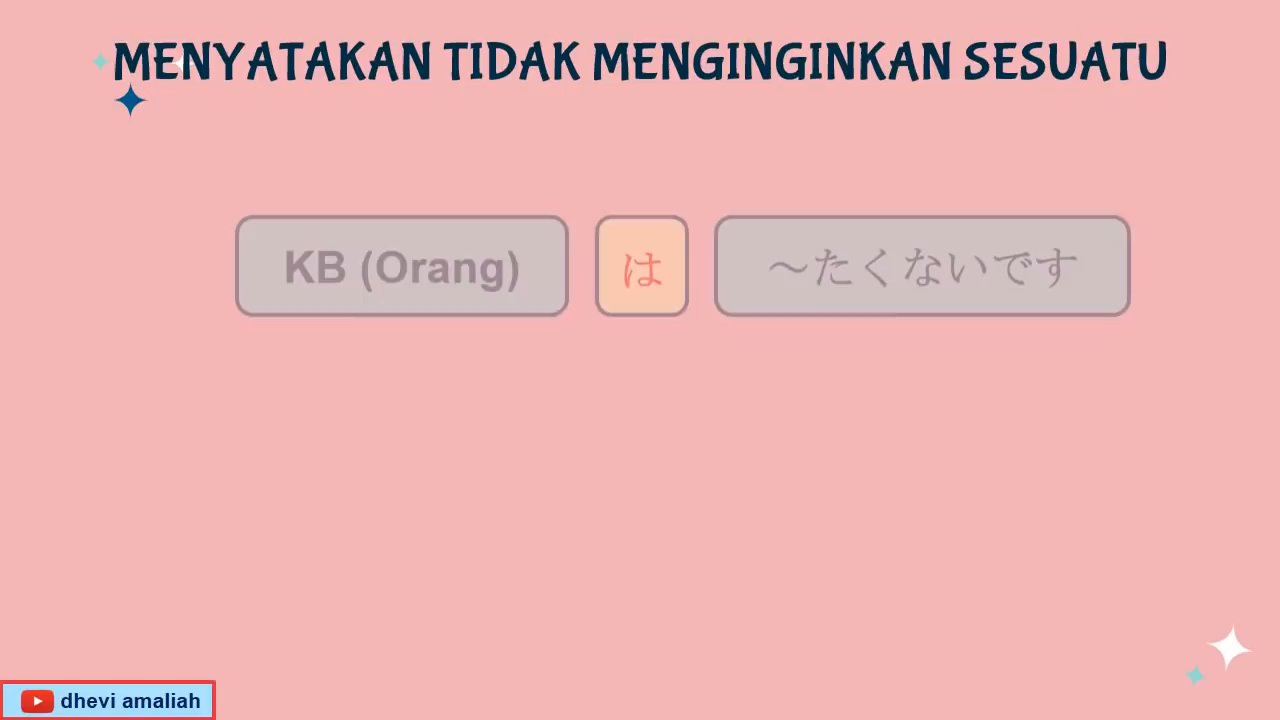 MENYATAKAN TIDAK MENGINGINKAN SESUATU
KB (Orang) は ～たくないです
dhevi amaliah